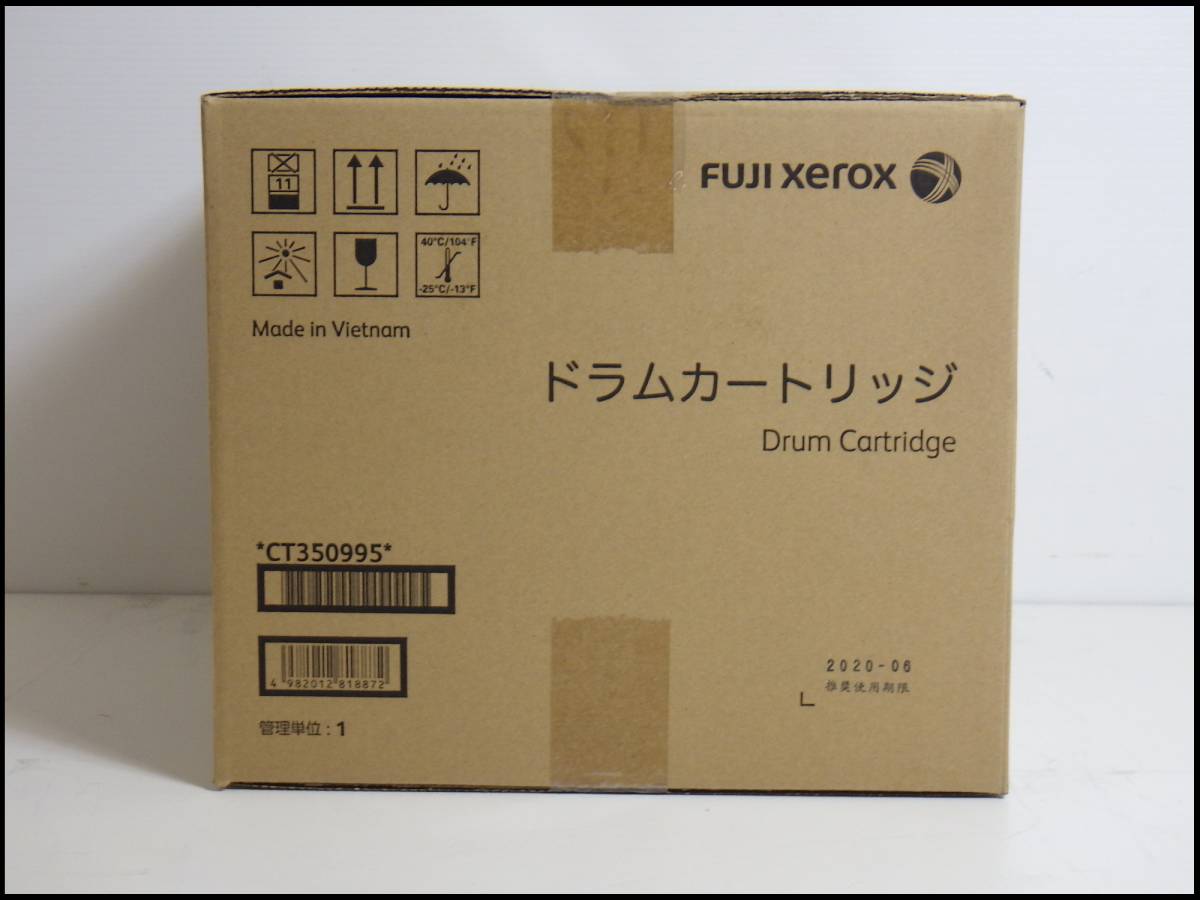 FUJI xerox
11
40°C/104°F
-25°C/-13°F
Made in Vietnam
ドラムカートリッジ
Drum Cartridge
*CT350995*
4 982012 818872
2020-06
推奨使用期限
管理単位:1